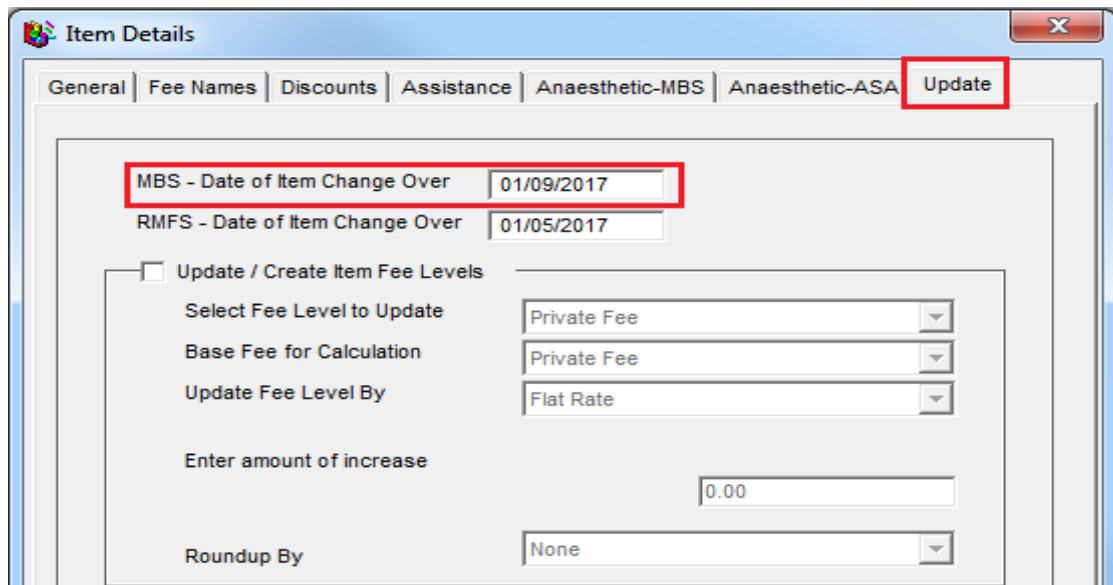 Item Details
General Fee Names Discounts Assistance Anaesthetic-MBS Anaesthetic-ASA Update
MBS - Date of Item Change Over 01/09/2017
RMFS - Date of Item Change Over 01/05/2017
Update / Create Item Fee Levels
Select Fee Level to Update Private Fee
Base Fee for Calculation Private Fee
Update Fee Level By Flat Rate
Enter amount of increase
0.00
Roundup By None